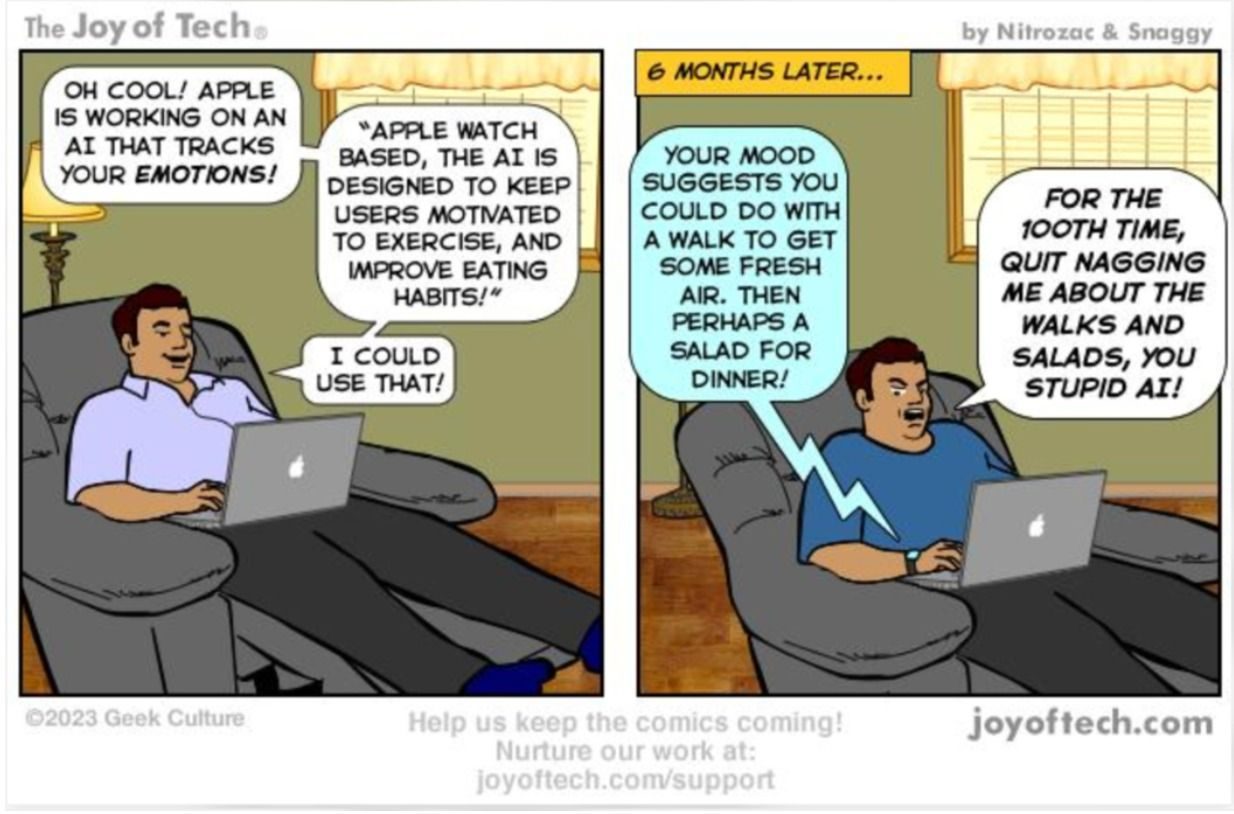 The Joy of Tech®
by Nitrozac & Snaggy
OH COOL! APPLE
IS WORKING ON AN
AI THAT TRACKS
YOUR EMOTIONS!
"APPLE WATCH
BASED, THE AI IS
DESIGNED TO KEEP
USERS MOTIVATED
TO EXERCISE, AND
IMPROVE EATING
HABITS!"
I COULD
USE THAT!
6 MONTHS LATER...
YOUR MOOD
SUGGESTS YOU
COULD DO WITH
A WALK TO GET
SOME FRESH
AIR. THEN
PERHAPS A
SALAD FOR
DINNER!
FOR THE
100TH TIME,
QUIT NAGGING
ME ABOUT THE
WALKS AND
SALADS, YOU
STUPID AI!
©2023 Geek Culture
Help us keep the comics coming!
Nurture our work at:
joyoftech.com/support
joyoftech.com